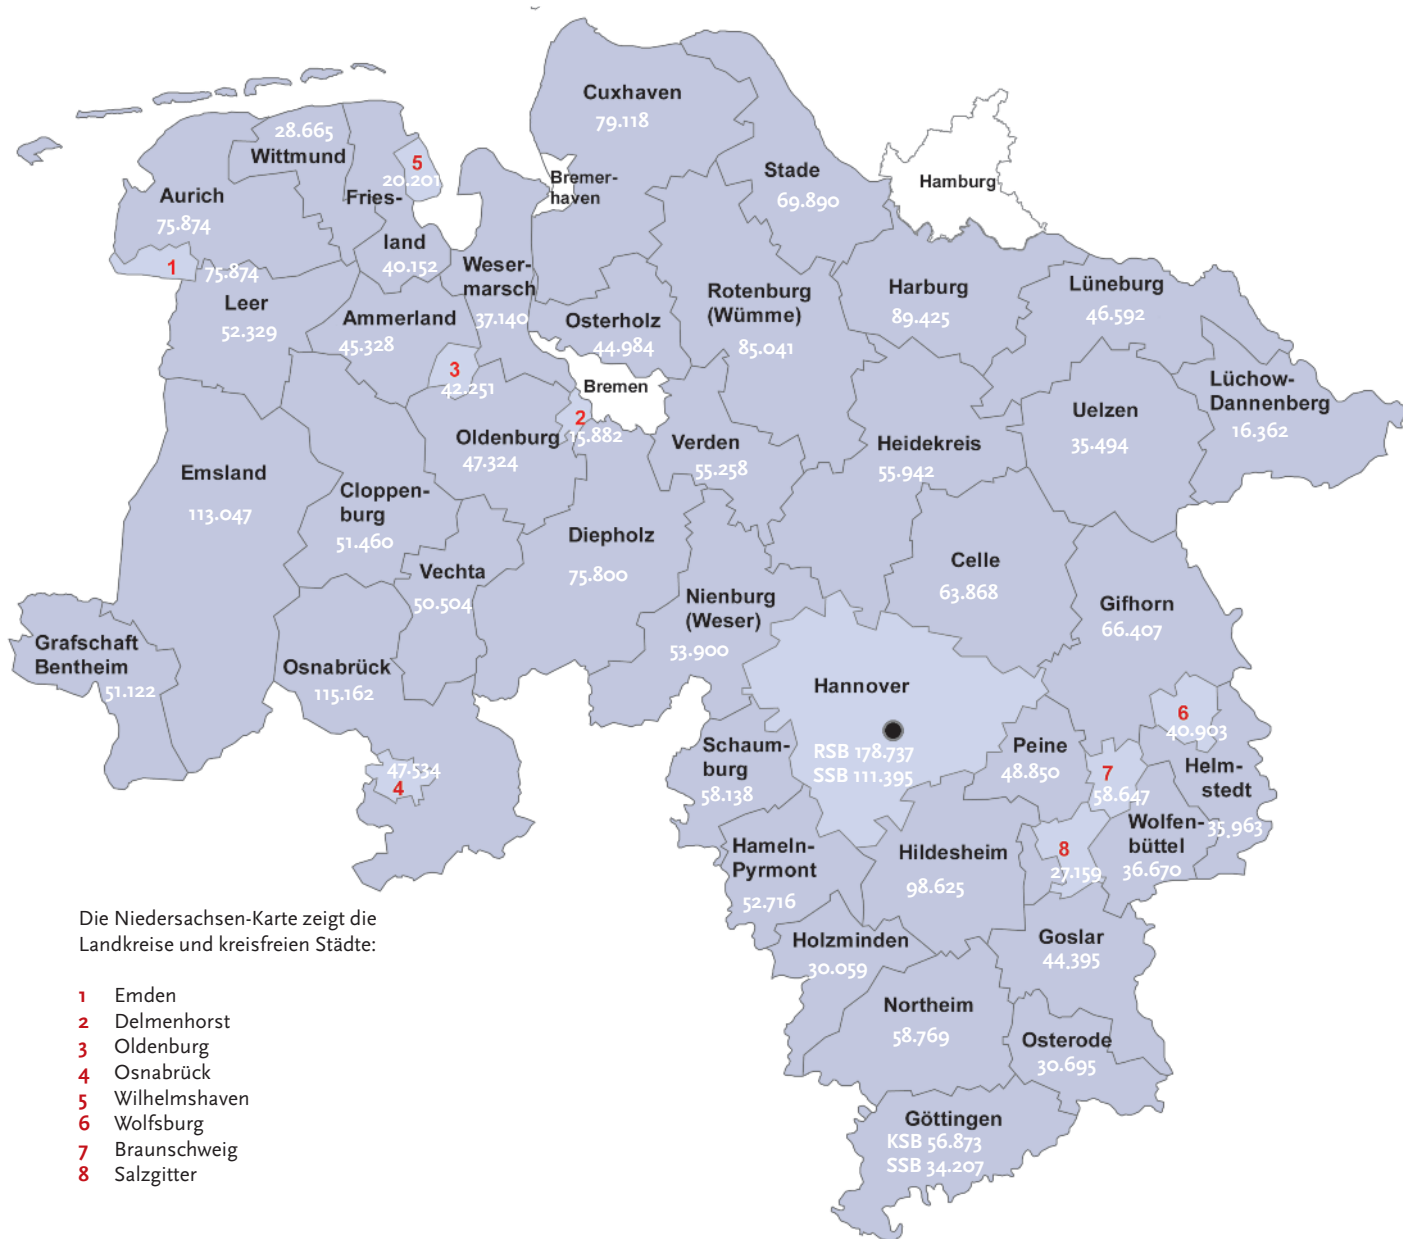 Cuxhaven
79.118
28.665
Wittmund
5
20.201
Bremer-
haven
Stade
69.890
Hamburg
Aurich
75.874
Fries-
land
40.152
1
75.874
Weser-
marsch
37.140
Leer
52.329
Ammerland
45.328
Osterholz
44.984
Rotenburg
(Wümme)
85.041
Harburg
89.425
Lüneburg
46.592
3
42.251
Bremen
2
15.882
Lüchow-
Dannenberg
16.362
Uelzen
35.494
Oldenburg
47.324
Verden
55.258
Heidekreis
55.942
Emsland
113.047
Cloppen-
burg
51.460
Diepholz
75.800
Vechta
50.504
Celle
63.868
Nienburg
(Weser)
53.900
Gifhorn
66.407
Grafschaft
Bentheim
51.122
Osnabrück
115.162
Hannover
RSB 178.737
SSB 111.395
6
40.903
Schaum-
burg
58.138
Peine
48.850
47.534
4
7
58.647
Helm-
stedt
35.963
Wolfen-
büttel
36.670
8
27.159
Hameln-
Pyrmont
52.716
Hildesheim
98.625
Holzminden
30.059
Goslar
44.395
Northeim
58.769
Osterode
30.695
Göttingen
KSB 56.873
SSB 34.207
Die Niedersachsen-Karte zeigt die
Landkreise und kreisfreien Städte:
1 Emden
2 Delmenhorst
3 Oldenburg
4 Osnabrück
5 Wilhelmshaven
6 Wolfsburg
7 Braunschweig
8 Salzgitter